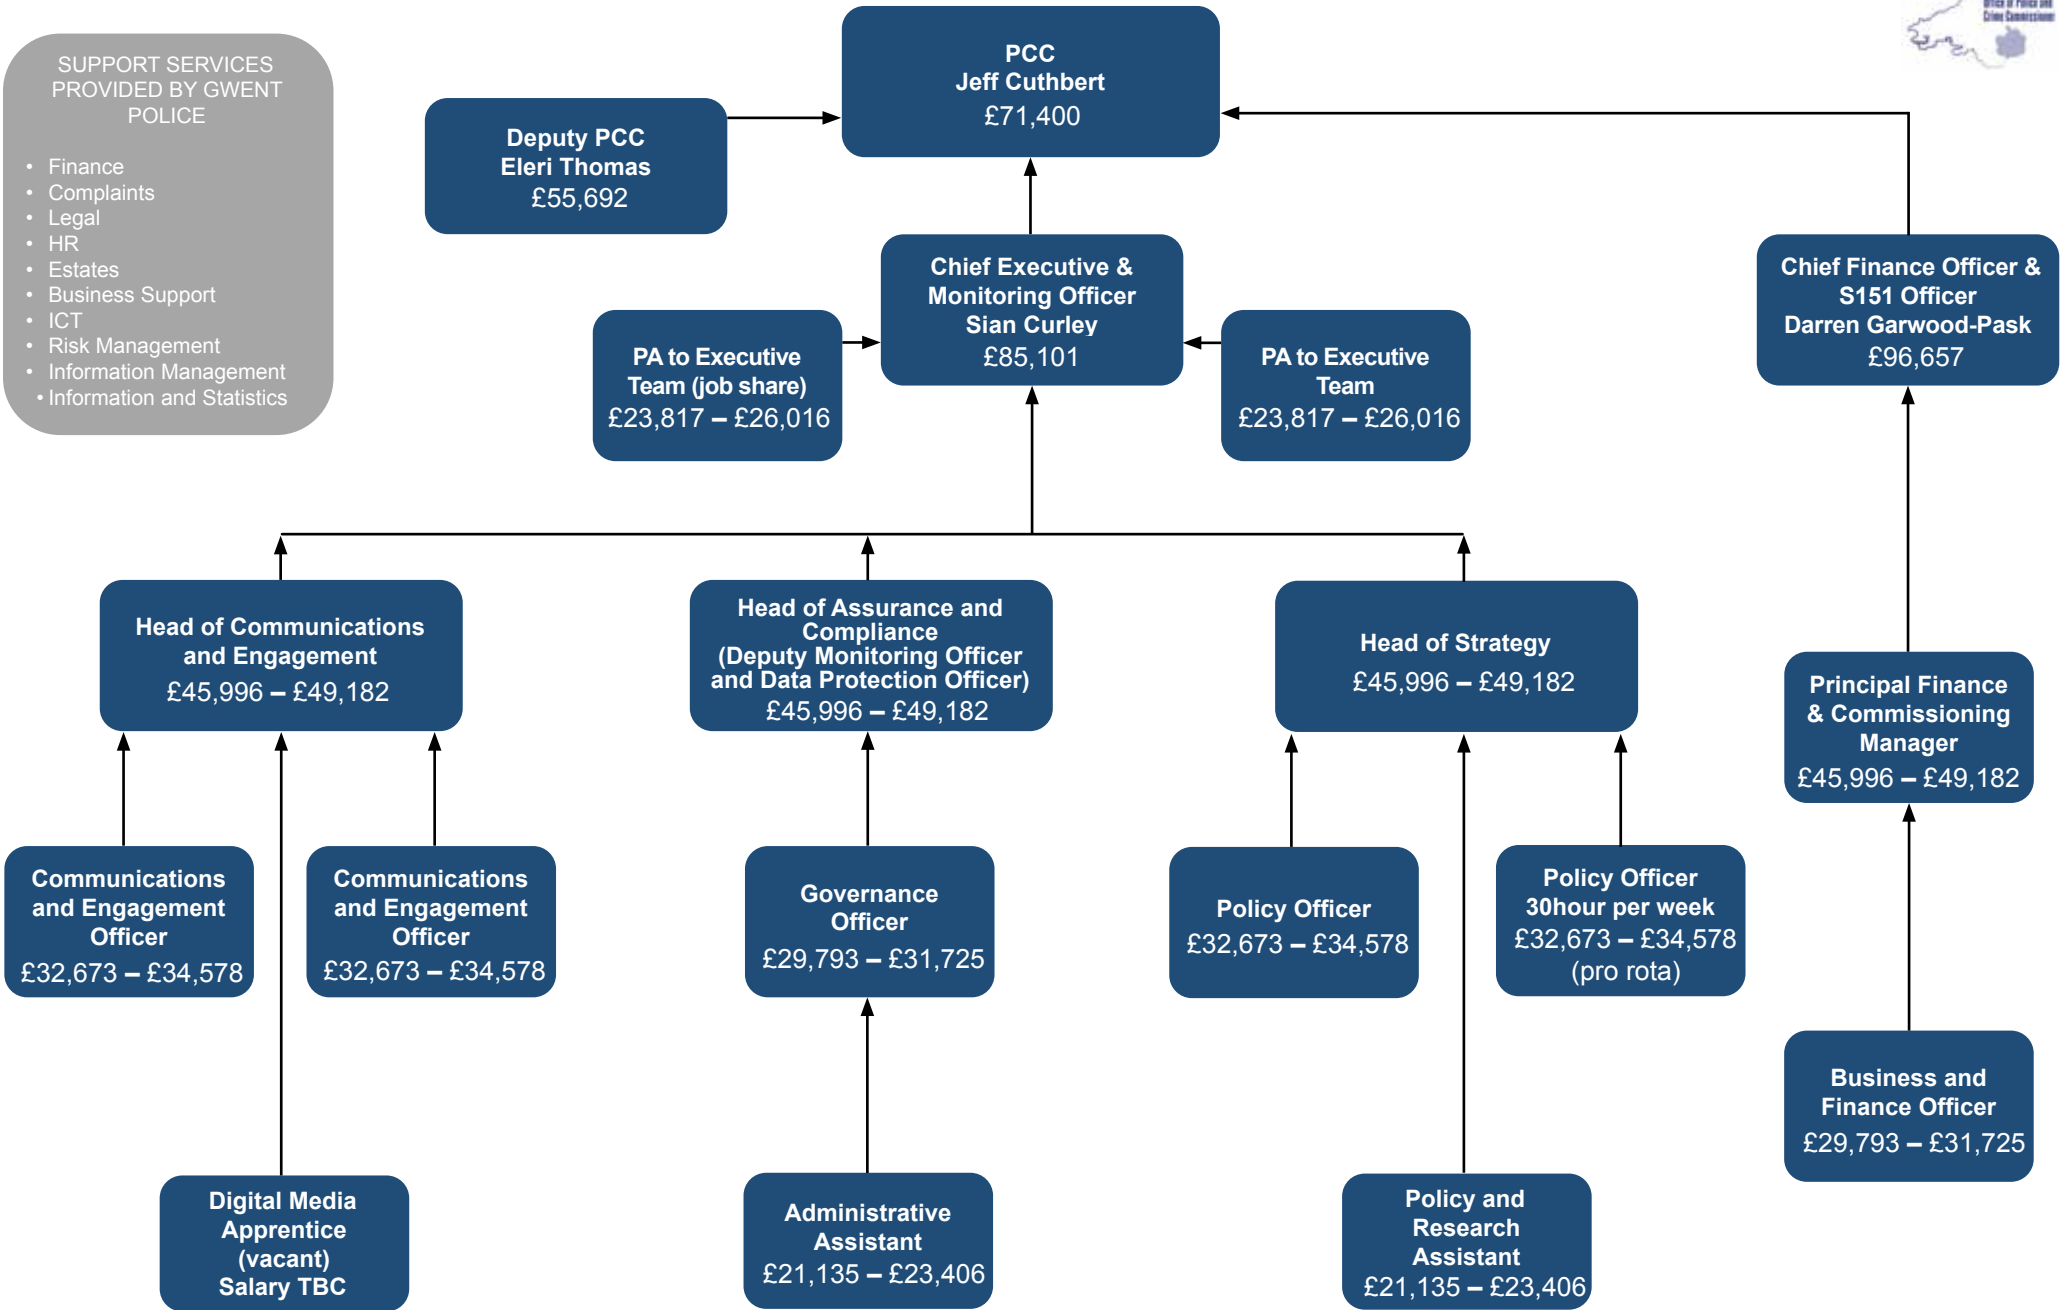 Office of Police and
Crime Commissioner
SUPPORT SERVICES
PROVIDED BY GWENT
POLICE
• Finance
• Complaints
• Legal
• HR
• Estates
• Business Support
• ICT
• Risk Management
• Information Management
• Information and Statistics
PCC
Jeff Cuthbert
£71,400
Deputy PCC
Eleri Thomas
£55,692
Chief Executive &
Monitoring Officer
Sian Curley
£85,101
Chief Finance Officer &
S151 Officer
Darren Garwood-Pask
£96,657
PA to Executive
Team (job share)
£23,817 – £26,016
PA to Executive
Team
£23,817 – £26,016
Head of Communications
and Engagement
£45,996 – £49,182
Head of Assurance and
Compliance
(Deputy Monitoring Officer
and Data Protection Officer)
£45,996 – £49,182
Head of Strategy
£45,996 – £49,182
Principal Finance
& Commissioning
Manager
£45,996 – £49,182
Communications
and Engagement
Officer
£32,673 – £34,578
Communications
and Engagement
Officer
£32,673 – £34,578
Governance
Officer
£29,793 – £31,725
Policy Officer
£32,673 – £34,578
Policy Officer
30hour per week
£32,673 – £34,578
(pro rota)
Business and
Finance Officer
£29,793 – £31,725
Digital Media
Apprentice
(vacant)
Salary TBC
Administrative
Assistant
£21,135 – £23,406
Policy and
Research
Assistant
£21,135 – £23,406